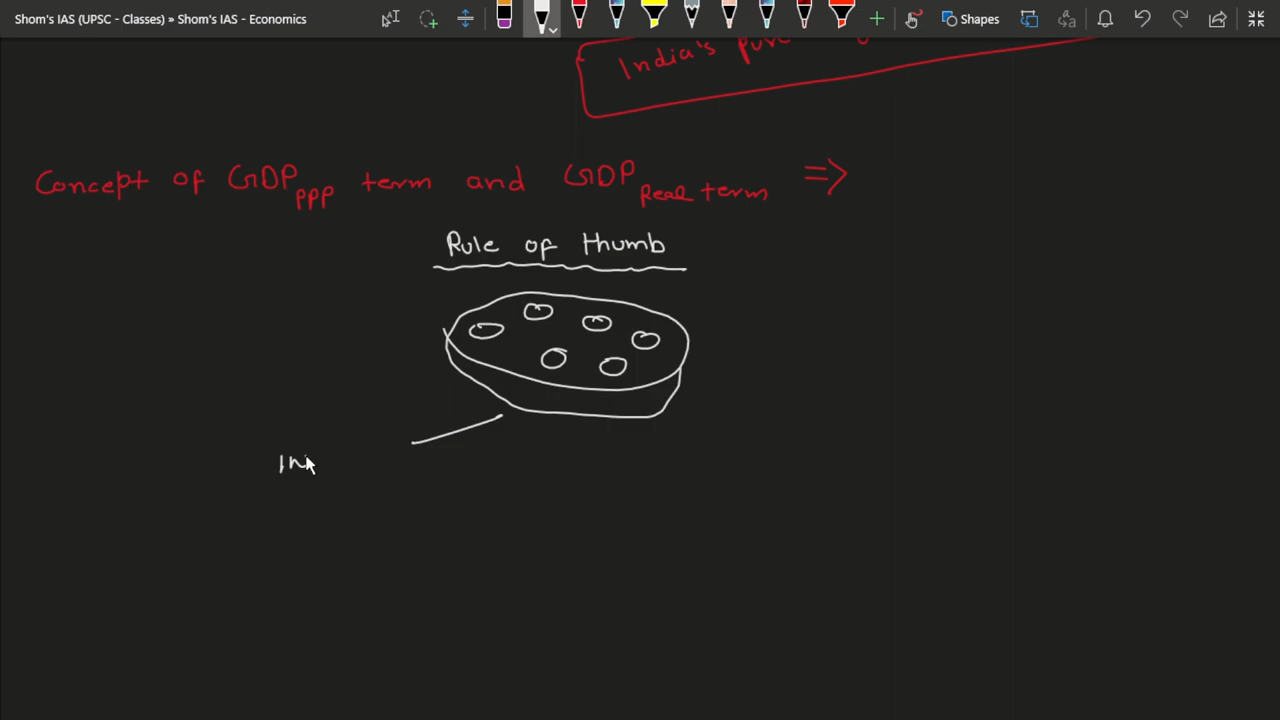 Shom's IAS (UPSC - Classes) » Shom's IAS - Economics
Shapes
India's
Concept of GDP PPP term and GDP Real term ⇒
Rule of thumb
In